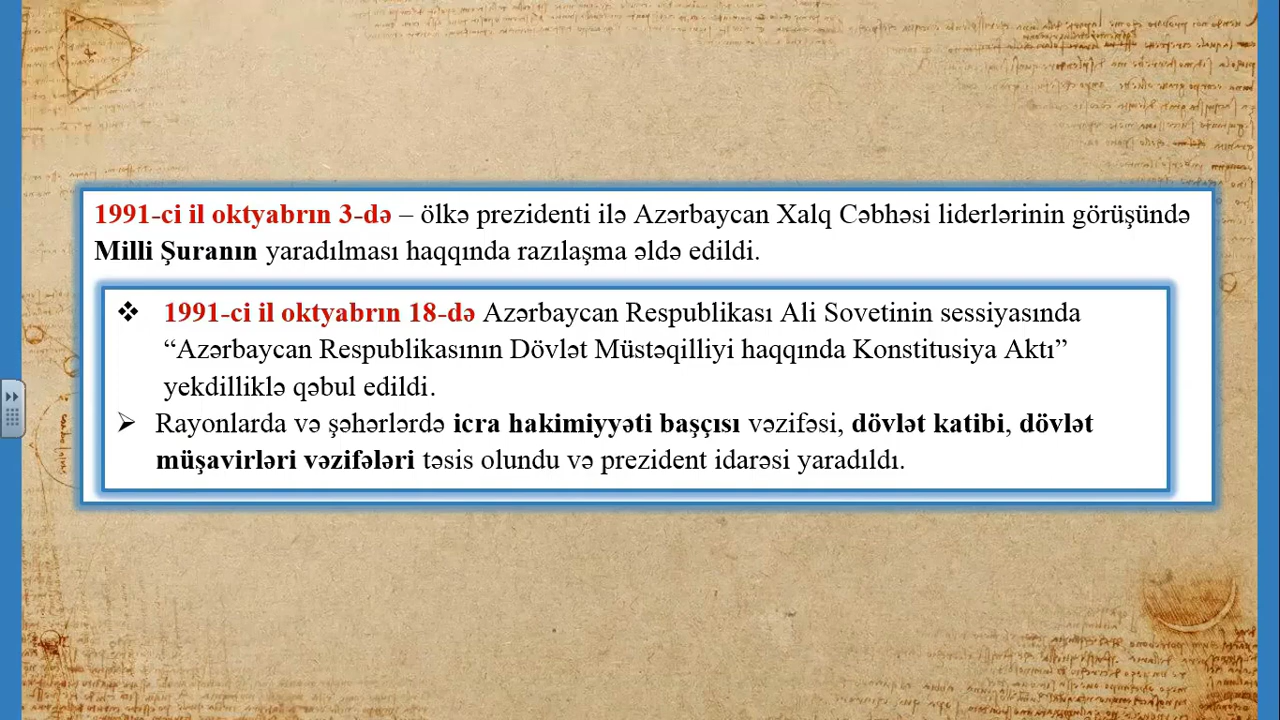 1991-ci il oktyabrın 3-də – ölkə prezidenti ilə Azərbaycan Xalq Cəbhəsi liderlərinin görüşündə
Milli Şuranın yaradılması haqqında razılaşma əldə edildi.
❖ 1991-ci il oktyabrın 18-də Azərbaycan Respublikası Ali Sovetinin sessiyasında
“Azərbaycan Respublikasının Dövlət Müstəqilliyi haqqında Konstitusiya Aktı”
yekdilliklə qəbul edildi.
➢ Rayonlarda və şəhərlərdə icra hakimiyyəti başçısı vəzifəsi, dövlət katibi, dövlət
müşavirləri vəzifələri təsis olundu və prezident idarəsi yaradıldı.